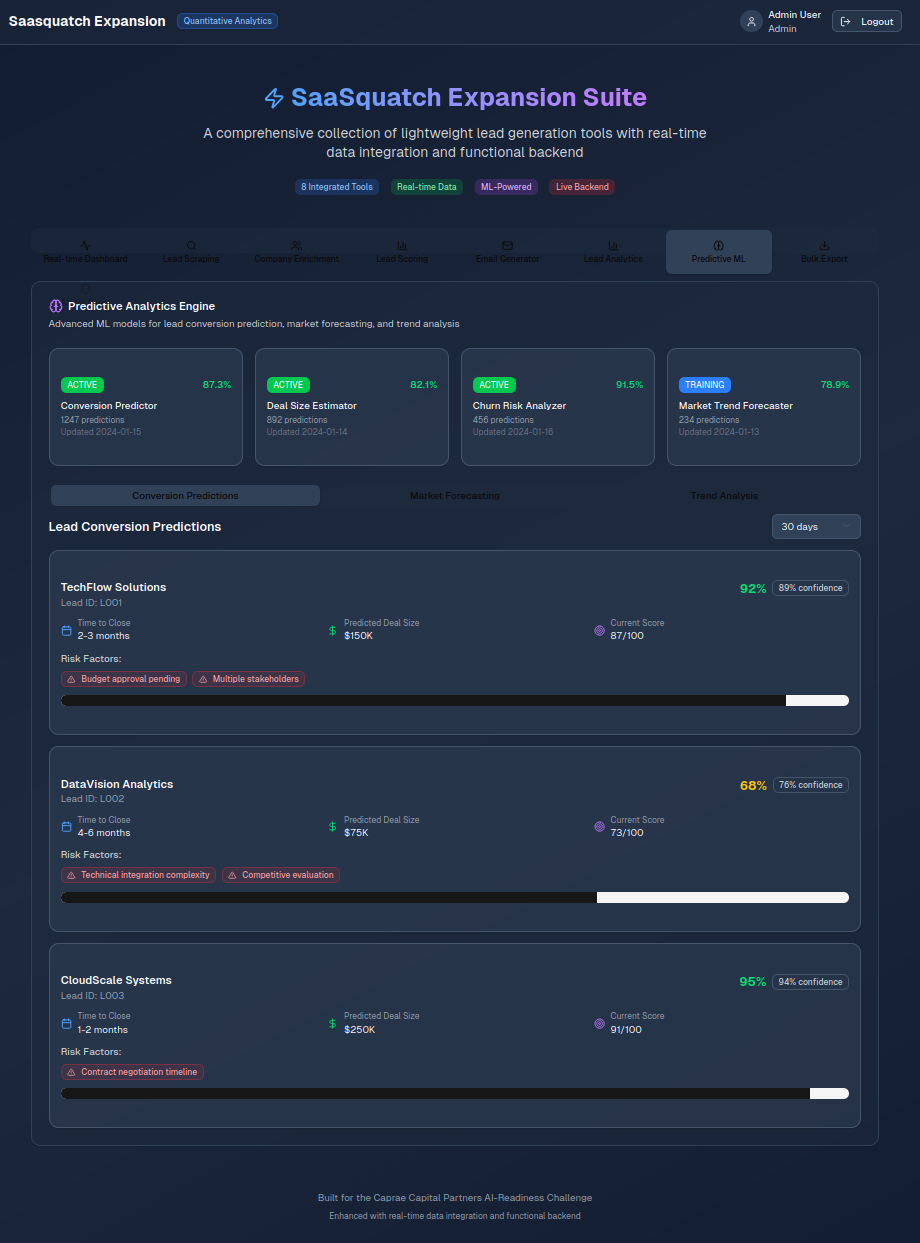 Saasquatch Expansion
Quantitative Analytics
Admin User
Admin
Logout
SaaSquatch Expansion Suite
A comprehensive collection of lightweight lead generation tools with real-time
data integration and functional backend
8 Integrated Tools
Real-time Data
ML-Powered
Live Backend
Real-time Dashboard
Lead Scraping
Company Enrichment
Lead Scoring
Email Generator
Lead Analytics
Predictive ML
Bulk Export
Predictive Analytics Engine
Advanced ML models for lead conversion prediction, market forecasting, and trend analysis
ACTIVE
87.3%
Conversion Predictor
1247 predictions
Updated 2024-01-15
ACTIVE
82.1%
Deal Size Estimator
892 predictions
Updated 2024-01-14
ACTIVE
91.5%
Churn Risk Analyzer
456 predictions
Updated 2024-01-16
TRAINING
78.9%
Market Trend Forecaster
234 predictions
Updated 2024-01-13
Conversion Predictions
Market Forecasting
Trend Analysis
Lead Conversion Predictions
30 days
TechFlow Solutions
92%
89% confidence
Lead ID: L001
Time to Close
2-3 months
Predicted Deal Size
$150K
Current Score
87/100
Risk Factors:
Budget approval pending
Multiple stakeholders
DataVision Analytics
68%
76% confidence
Lead ID: L002
Time to Close
4-6 months
Predicted Deal Size
$75K
Current Score
73/100
Risk Factors:
Technical integration complexity
Competitive evaluation
CloudScale Systems
95%
94% confidence
Lead ID: L003
Time to Close
1-2 months
Predicted Deal Size
$250K
Current Score
91/100
Risk Factors:
Contract negotiation timeline
Built for the Caprae Capital Partners AI-Readiness Challenge
Enhanced with real-time data integration and functional backend